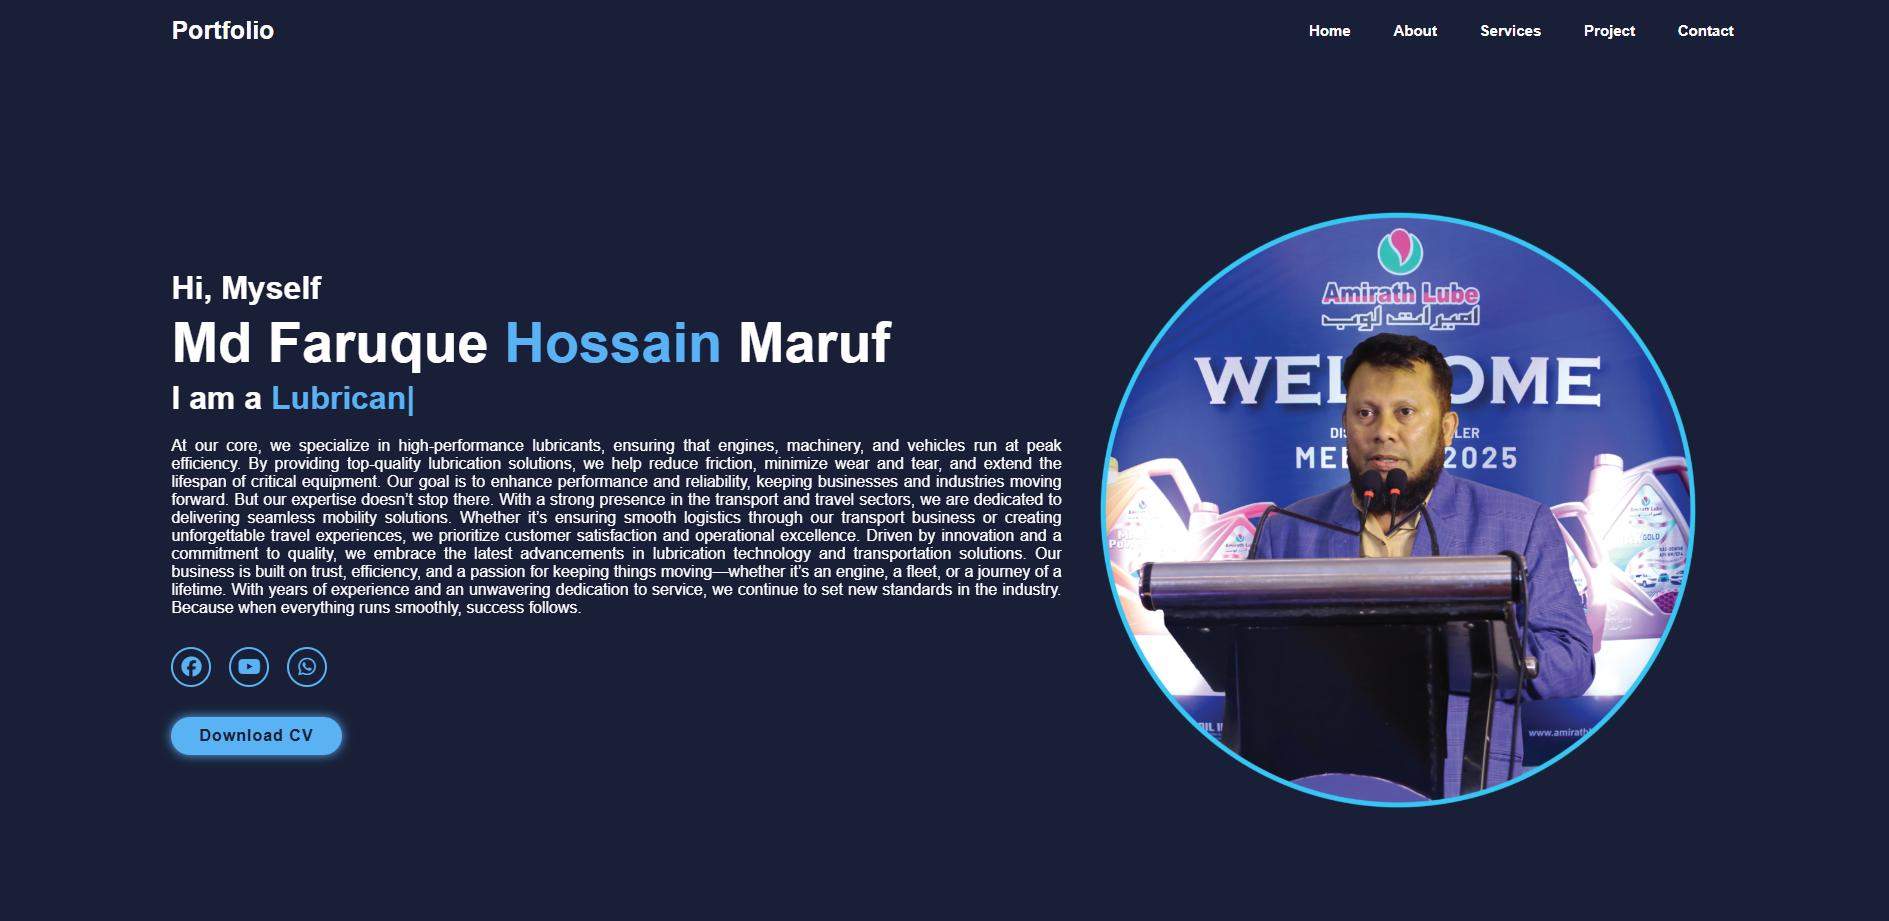 Portfolio
Home About Services Project Contact
Hi, Myself
Md Faruque Hossain Maruf
I am a Lubrican|
At our core, we specialize in high-performance lubricants, ensuring that engines, machinery, and vehicles run at peak
efficiency. By providing top-quality lubrication solutions, we help reduce friction, minimize wear and tear, and extend the
lifespan of critical equipment. Our goal is to enhance performance and reliability, keeping businesses and industries moving
forward. But our expertise doesn’t stop there. With a strong presence in the transport and travel sectors, we are dedicated to
delivering seamless mobility solutions. Whether it’s ensuring smooth logistics through our transport business or creating
unforgettable travel experiences, we prioritize customer satisfaction and operational excellence. Driven by innovation and a
commitment to quality, we embrace the latest advancements in lubrication technology and transportation solutions. Our
business is built on trust, efficiency, and a passion for keeping things moving—whether it’s an engine, a fleet, or a journey of a
lifetime. With years of experience and an unwavering dedication to service, we continue to set new standards in the industry.
Because when everything runs smoothly, success follows.
Download CV
Amirath Lube
اميرات لوب
WEL OME
DI LER
MEE 2025
GOLD
www.amirath